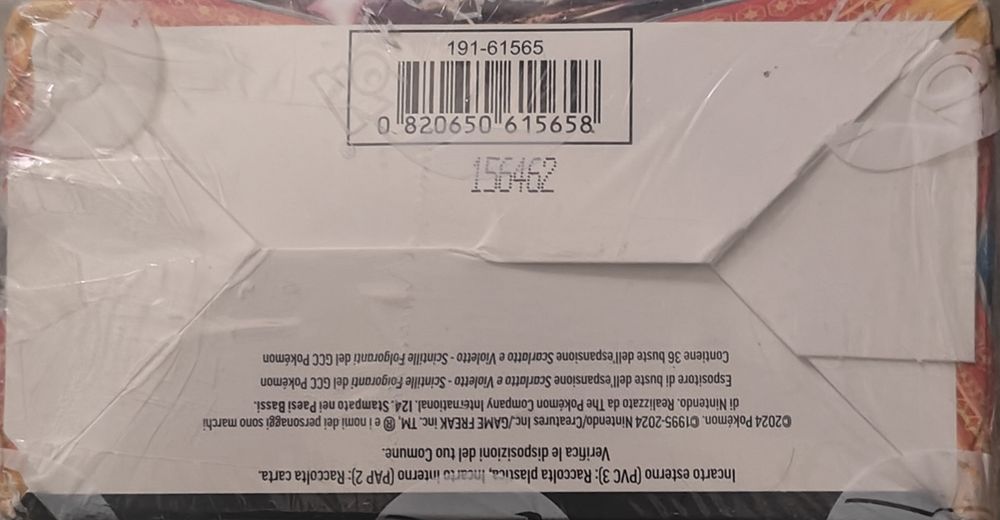 191-61565
0 820650 615658
156462
Incarto esterno (PVC 3): Raccolta plastica, Incarto interno (PAP 2): Raccolta carta.
Verifica le disposizioni del tuo Comune.
©2024 Pokémon. ©1995-2024 Nintendo/Creatures Inc./GAME FREAK inc. TM, ® e i nomi dei personaggi sono marchi
di Nintendo. Realizzato da The Pokémon Company International. I24. Stampato nei Paesi Bassi.
Espositore di buste dell'espansione Scarlatto e Violetto - Scintille Folgoranti del GCC Pokémon
Contiene 36 buste dell'espansione Scarlatto e Violetto - Scintille Folgoranti del GCC Pokémon